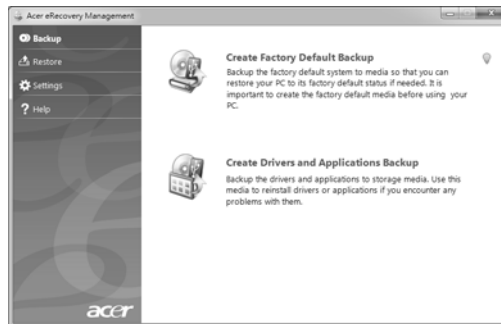 Acer eRecovery Management
Backup
Restore
Settings
Help
Create Factory Default Backup
Backup the factory default system to media so that you can
restore your PC to its factory default status if needed. It is
important to create the factory default media before using your
PC.
Create Drivers and Applications Backup
Backup the drivers and applications to storage media. Use this
media to reinstall drivers or applications if you encounter any
problems with them.
acer